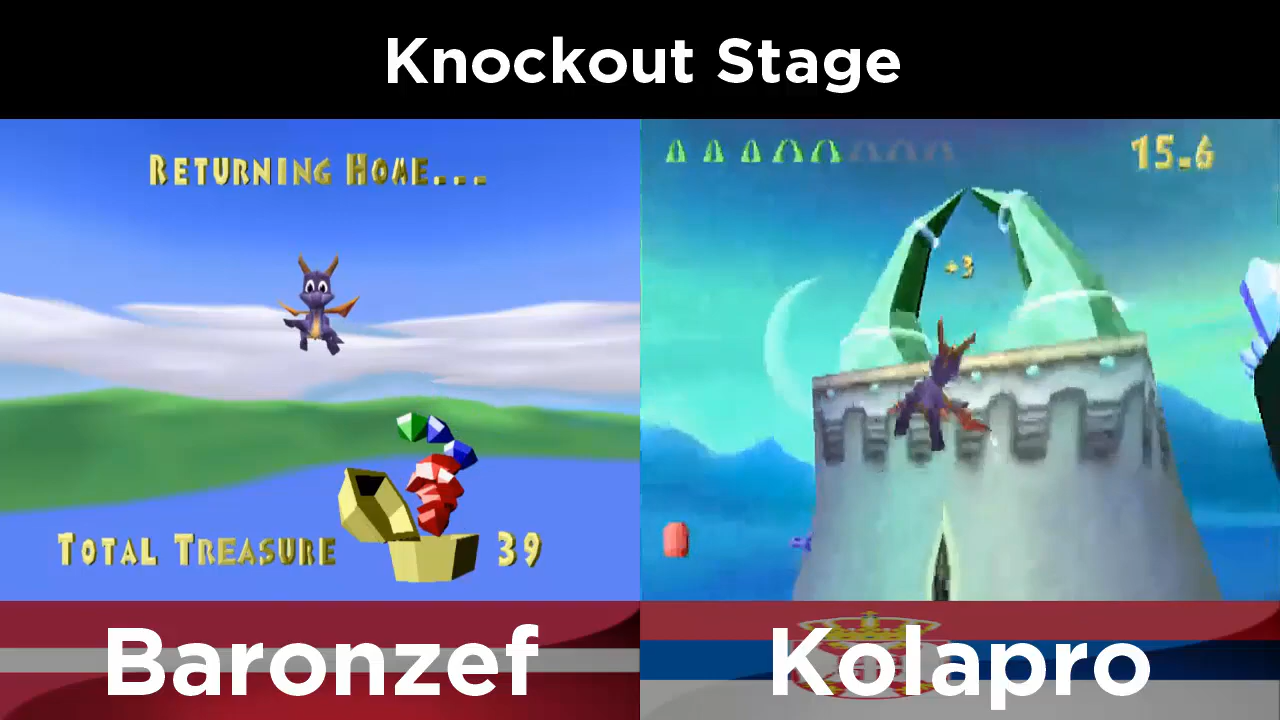 Knockout Stage
Returning Home...
15.6
+3
Total Treasure 39
Baronzef
Kolapro